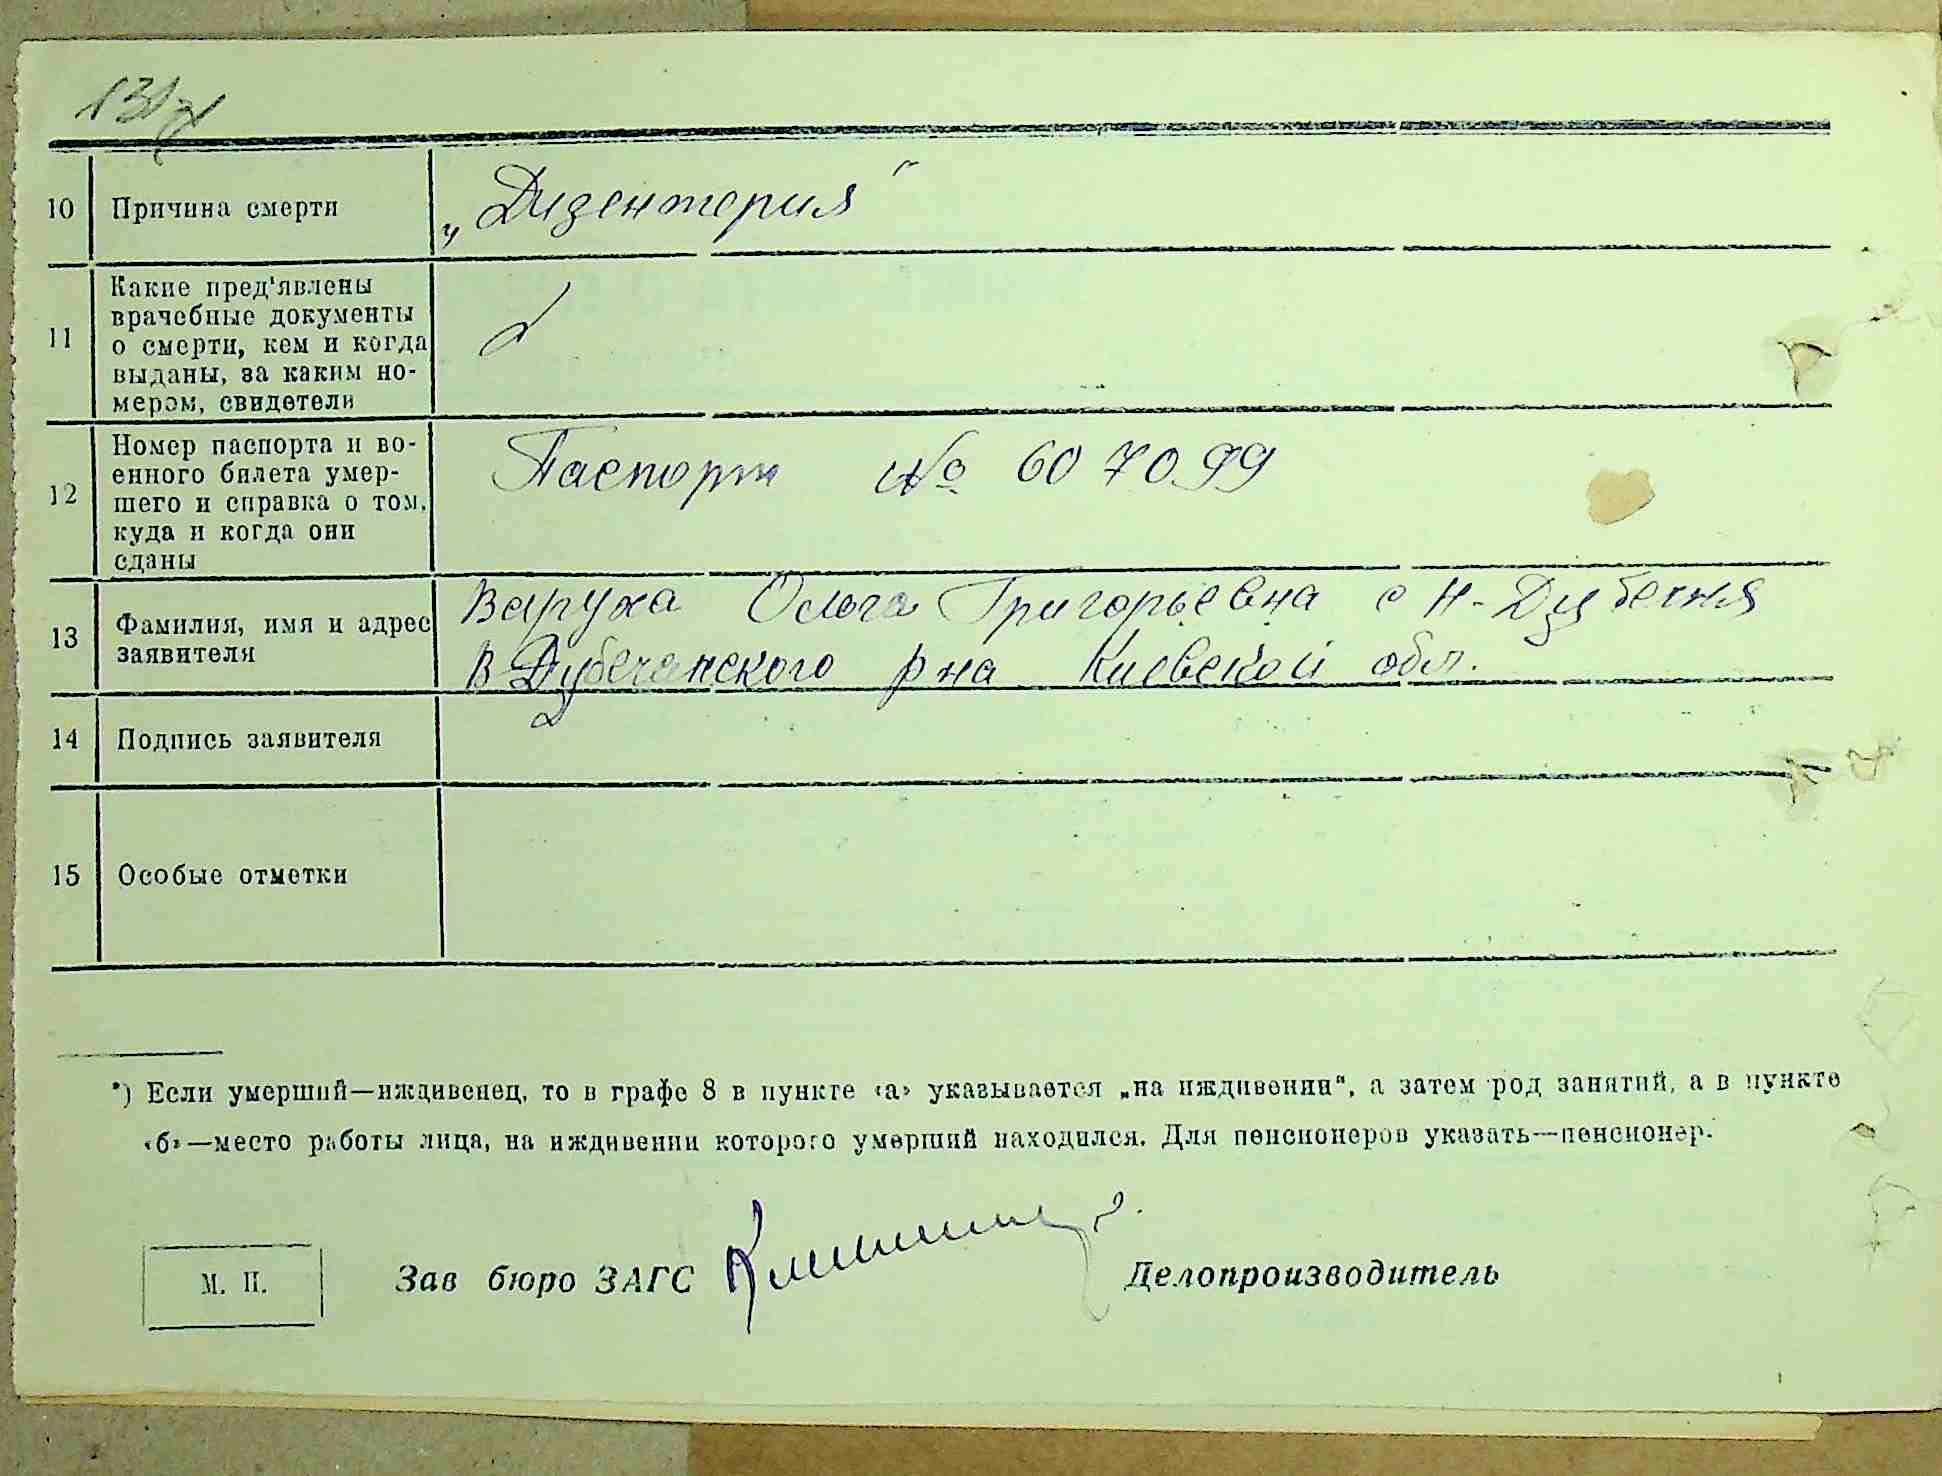 10 Причина смерти „Дизентерия“
11 Какие пред'явлены
врачебные документы
о смерти, кем и когда
выданы, за каким но-
мером, свидетели
12 Номер паспорта и во-
енного билета умер-
шего и справка о том,
куда и когда они
сданы
Паспорт № 607099
13 Фамилия, имя и адрес
заявителя
Вируха Ольга Григорьевна с Н-Дубечня
В Дубечанского р на Киевской обл.
14 Подпись заявителя
15 Особые отметки
*) Если умерший—иждивенец, то в графе 8 в пункте «а» указывается „на иждивении“, а затем род занятий, а в пункте
«б»—место работы лица, на иждивении которого умерший находился. Для пенсионеров указать—пенсионер.
М. П. Зав бюро ЗАГС Делопроизводитель